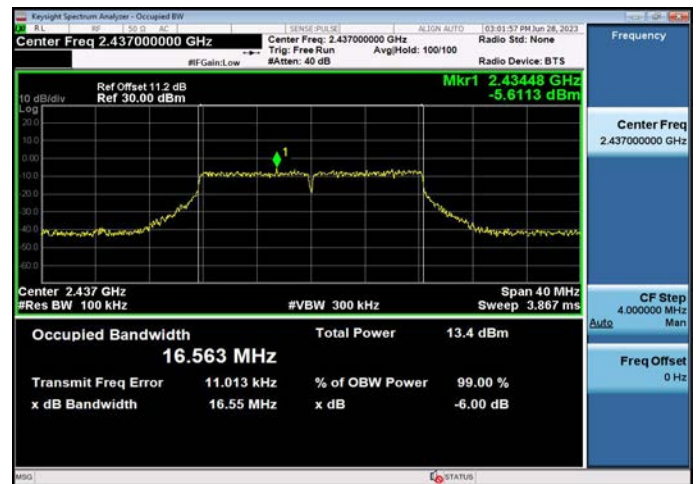 Keysight Spectrum Analyzer - Occupied BW
RL RF 50 Ω AC SENSE:PULSE ALIGN AUTO 03:01:57 PM Jun 28, 2023
Center Freq 2.437000000 GHz
Center Freq: 2.437000000 GHz Radio Std: None
Trig: Free Run Avg|Hold: 100/100
#IFGain:Low #Atten: 40 dB Radio Device: BTS
Frequency
Mkr1 2.43448 GHz
-5.6113 dBm
Ref Offset 11.2 dB
10 dB/div Ref 30.00 dBm
Log
20.0
10.0
0.00
-10.0
-20.0
-30.0
-40.0
-50.0
-60.0
1
Center 2.437 GHz Span 40 MHz
#Res BW 100 kHz #VBW 300 kHz Sweep 3.867 ms
Occupied Bandwidth Total Power 13.4 dBm
16.563 MHz
Transmit Freq Error 11.013 kHz % of OBW Power 99.00 %
x dB Bandwidth 16.55 MHz x dB -6.00 dB
Center Freq
2.437000000 GHz
CF Step
4.000000 MHz
Auto Man
Freq Offset
0 Hz
MSG STATUS